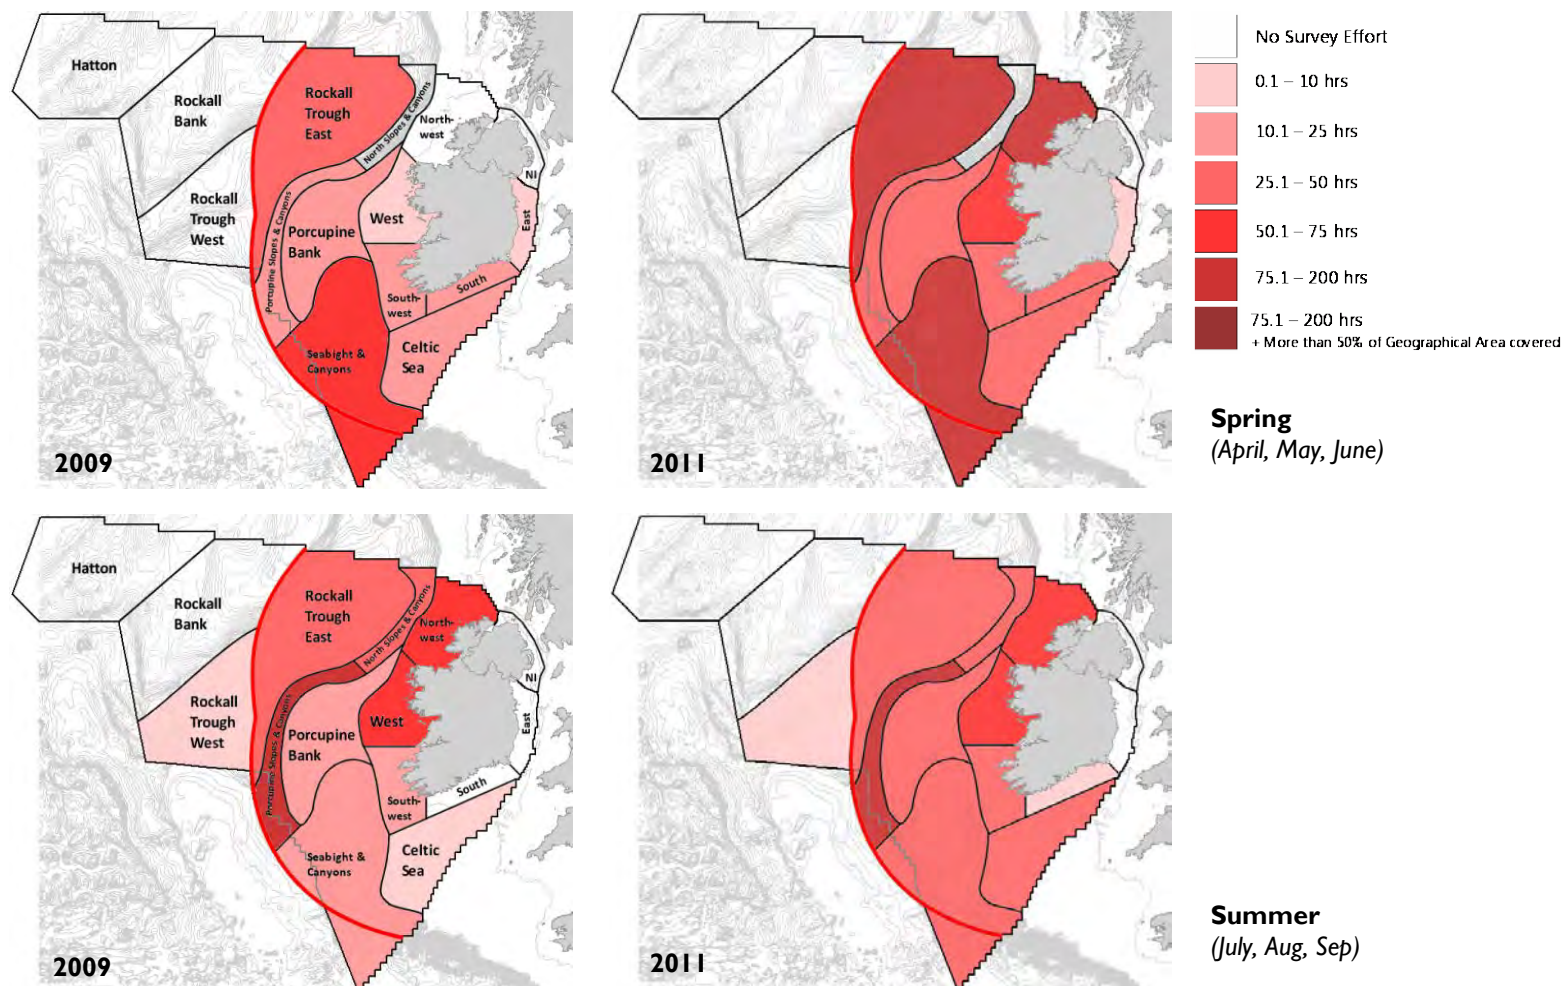 Hatton
Rockall
Bank
Rockall
Trough
East
North Slopes & Canyons
North-
west
NI
Rockall
Trough
West
Porcupine Slopes & Canyons
Porcupine
Bank
West
East
South-
west
South
Seabight &
Canyons
Celtic
Sea
2009
2011
No Survey Effort
0.1 – 10 hrs
10.1 – 25 hrs
25.1 – 50 hrs
50.1 – 75 hrs
75.1 – 200 hrs
75.1 – 200 hrs
+ More than 50% of Geographical Area covered
Spring
(April, May, June)
Hatton
Rockall
Bank
Rockall
Trough
East
North Slopes & Canyons
North-
west
NI
Rockall
Trough
West
Porcupine Slopes & Canyons
Porcupine
Bank
West
East
South-
west
South
Seabight &
Canyons
Celtic
Sea
2009
2011
Summer
(July, Aug, Sep)